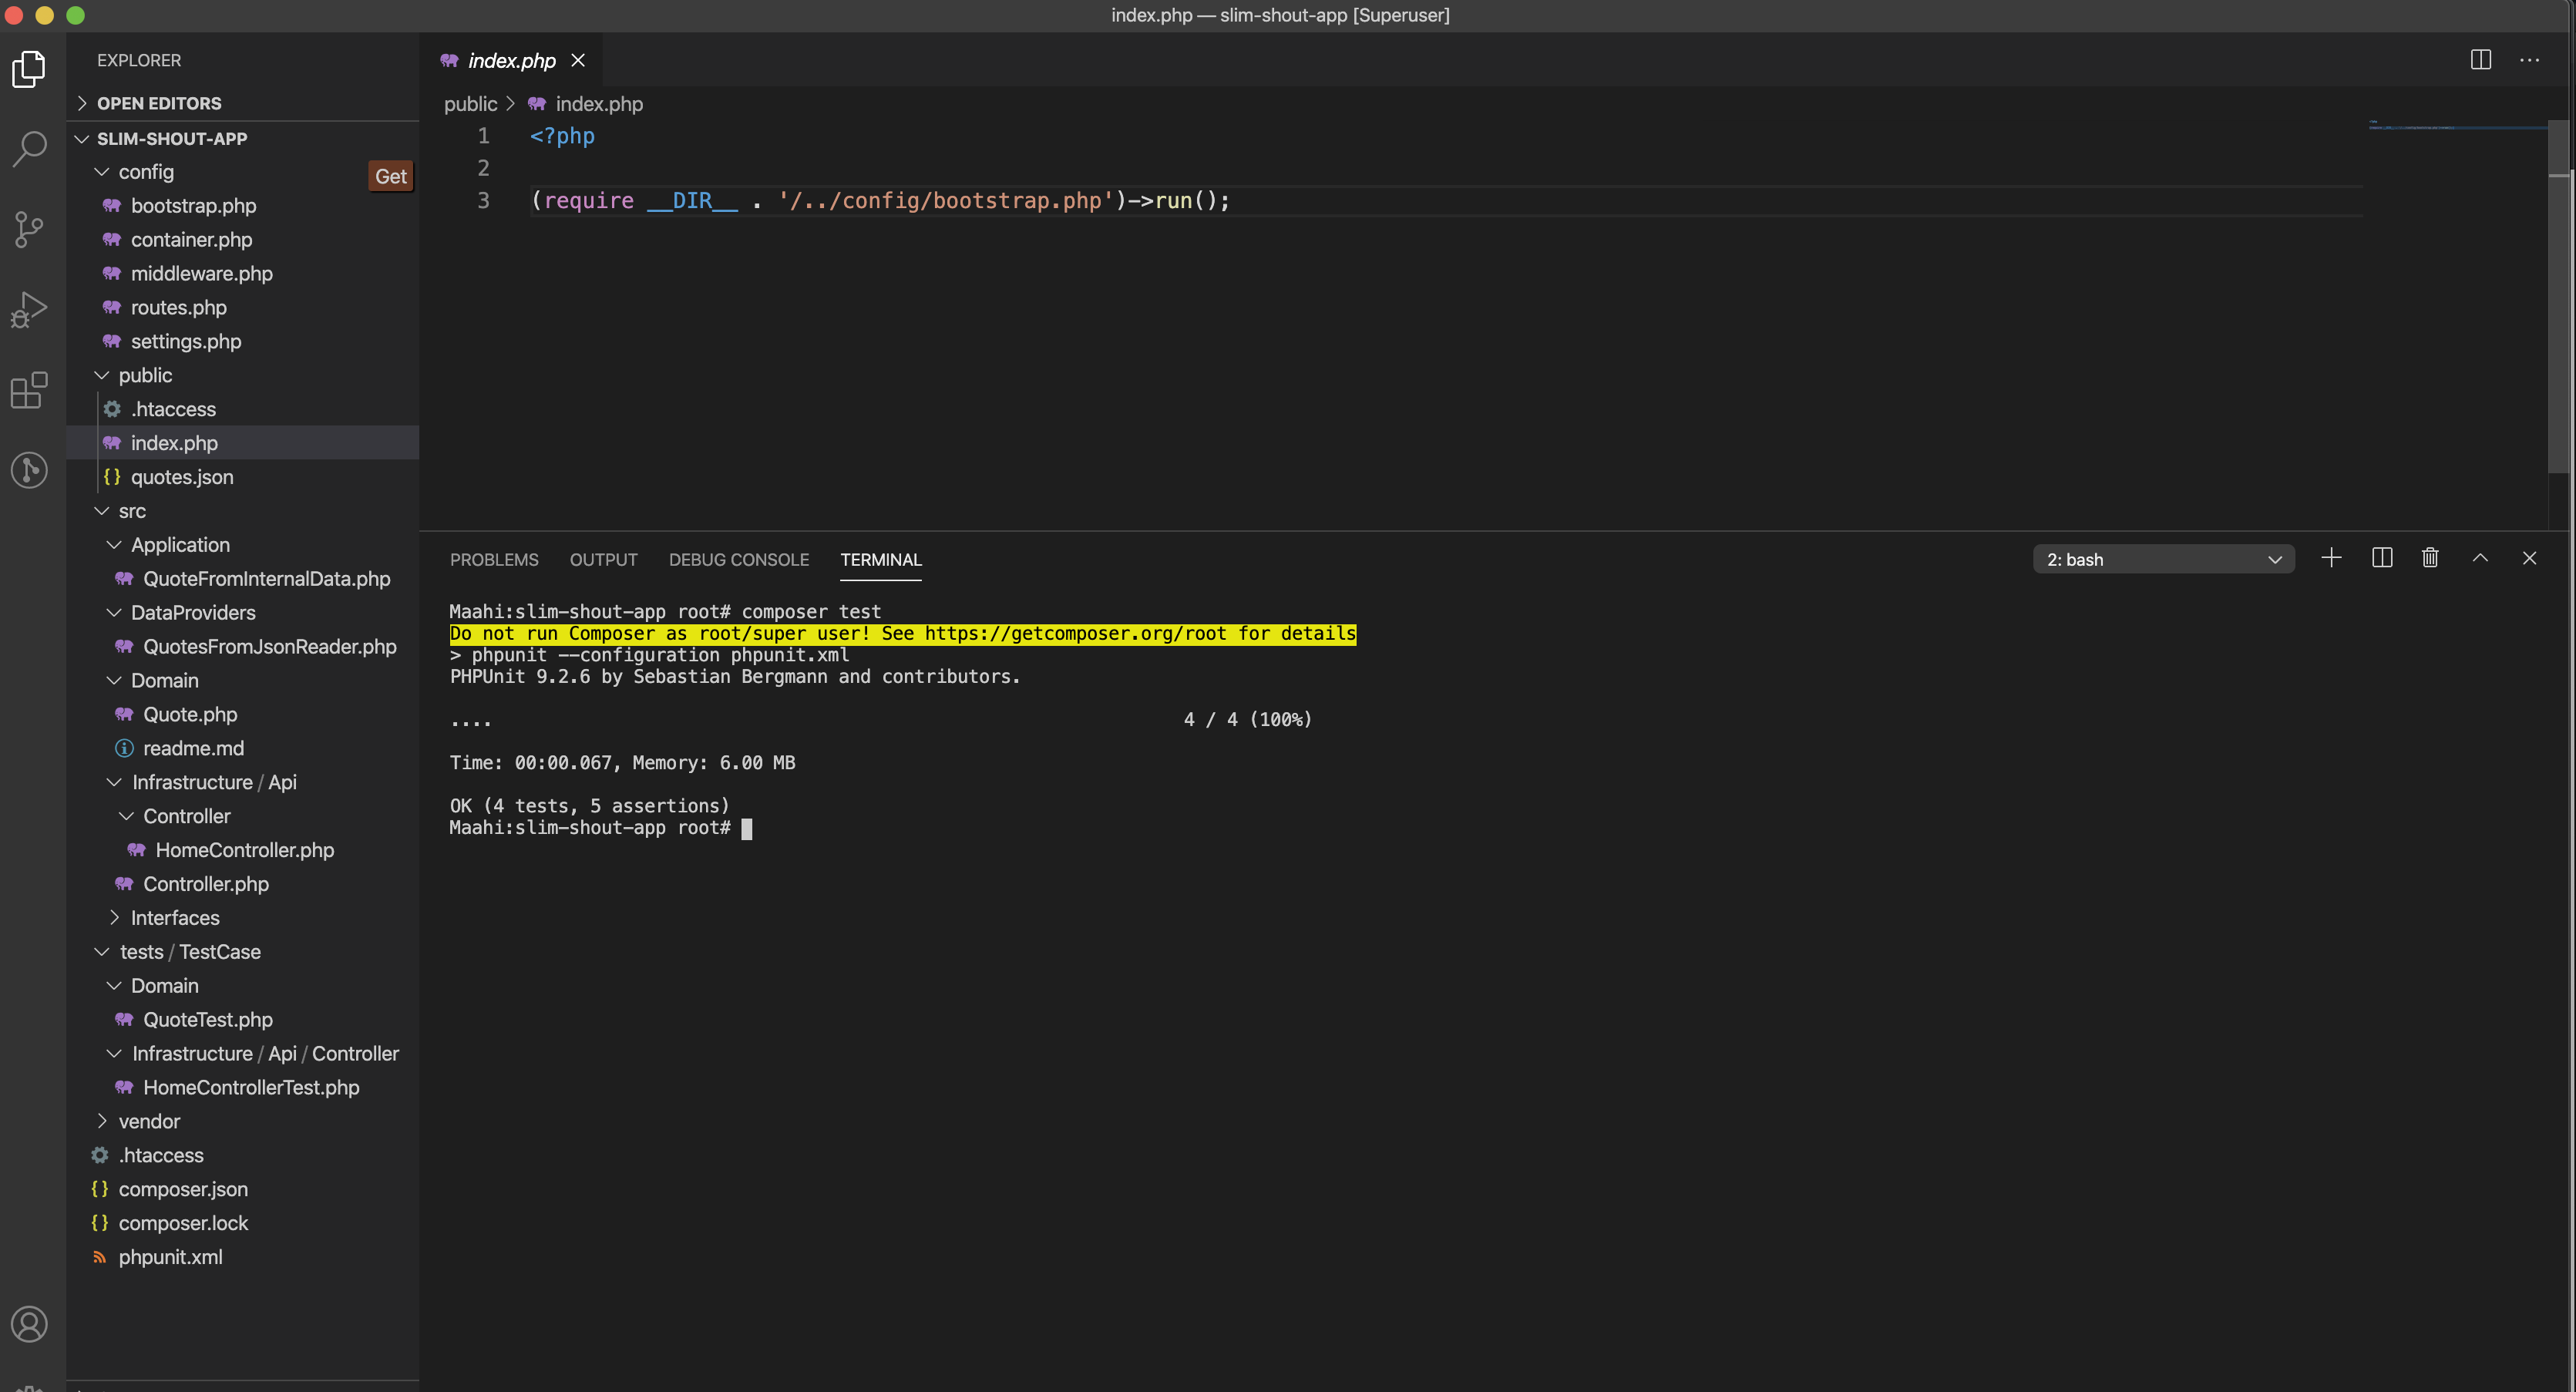 index.php — slim-shout-app [Superuser]
EXPLORER
OPEN EDITORS
SLIM-SHOUT-APP
config
Get
bootstrap.php
container.php
middleware.php
routes.php
settings.php
public
.htaccess
index.php
quotes.json
src
Application
QuoteFromInternalData.php
DataProviders
QuotesFromJsonReader.php
Domain
Quote.php
readme.md
Infrastructure / Api
Controller
HomeController.php
Controller.php
Interfaces
tests / TestCase
Domain
QuoteTest.php
Infrastructure / Api / Controller
HomeControllerTest.php
vendor
.htaccess
composer.json
composer.lock
phpunit.xml
index.php
public > index.php
1 <?php
2
3 (require __DIR__ . '/../config/bootstrap.php')->run();
PROBLEMS OUTPUT DEBUG CONSOLE TERMINAL
2: bash
Maahi:slim-shout-app root# composer test
Do not run Composer as root/super user! See https://getcomposer.org/root for details
> phpunit --configuration phpunit.xml
PHPUnit 9.2.6 by Sebastian Bergmann and contributors.
.... 4 / 4 (100%)
Time: 00:00.067, Memory: 6.00 MB
OK (4 tests, 5 assertions)
Maahi:slim-shout-app root#